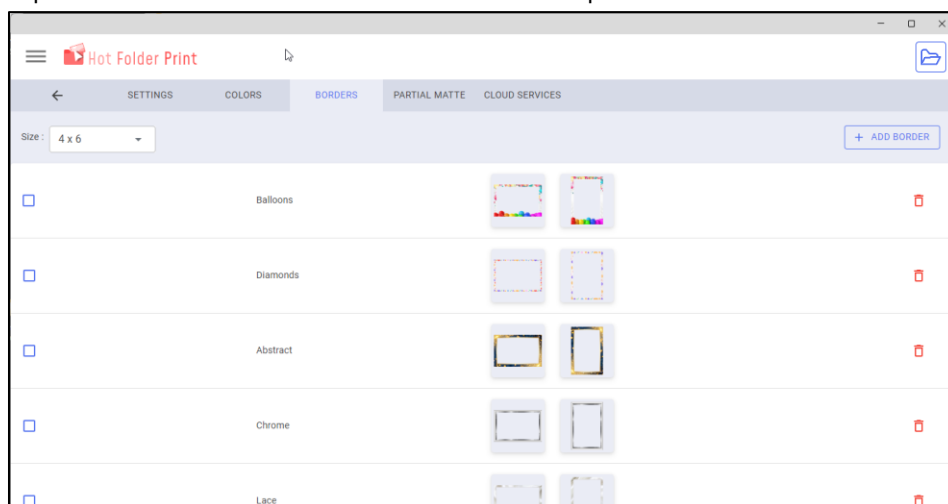 Hot Folder Print
SETTINGS COLORS BORDERS PARTIAL MATTE CLOUD SERVICES
Size : 4 x 6 + ADD BORDER
Balloons
Diamonds
Abstract
Chrome
Lace